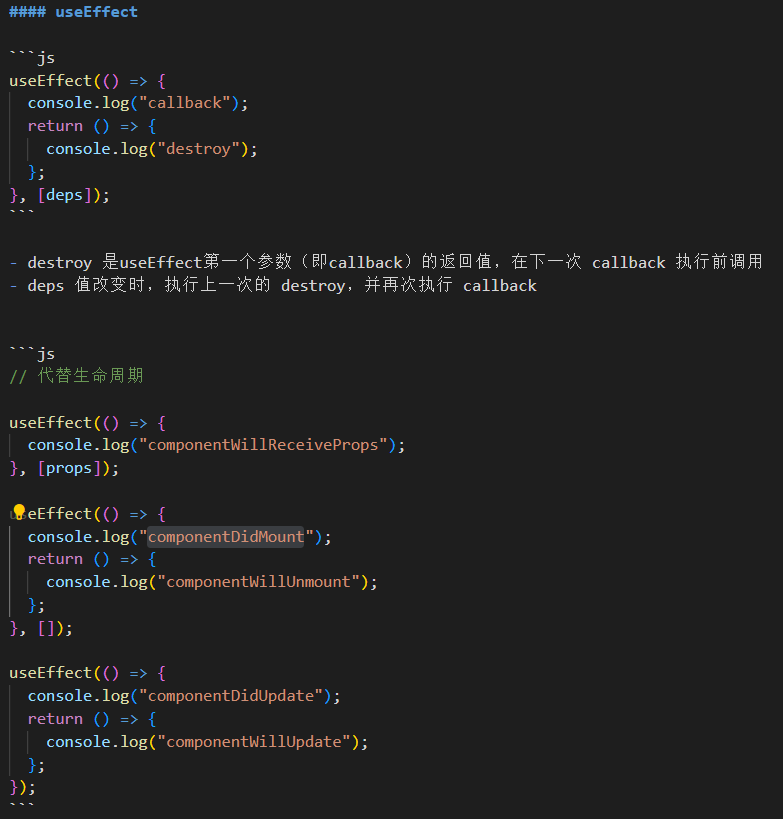 #### useEffect
```js
useEffect(() => {
  console.log("callback");
  return () => {
    console.log("destroy");
  };
}, [deps]);
```
- destroy 是useEffect第一个参数（即callback）的返回值，在下一次 callback 执行前调用
- deps 值改变时，执行上一次的 destroy，并再次执行 callback
```js
// 代替生命周期
useEffect(() => {
  console.log("componentWillReceiveProps");
}, [props]);
useEffect(() => {
  console.log("componentDidMount");
  return () => {
    console.log("componentWillUnmount");
  };
}, []);
useEffect(() => {
  console.log("componentDidUpdate");
  return () => {
    console.log("componentWillUpdate");
  };
});
```